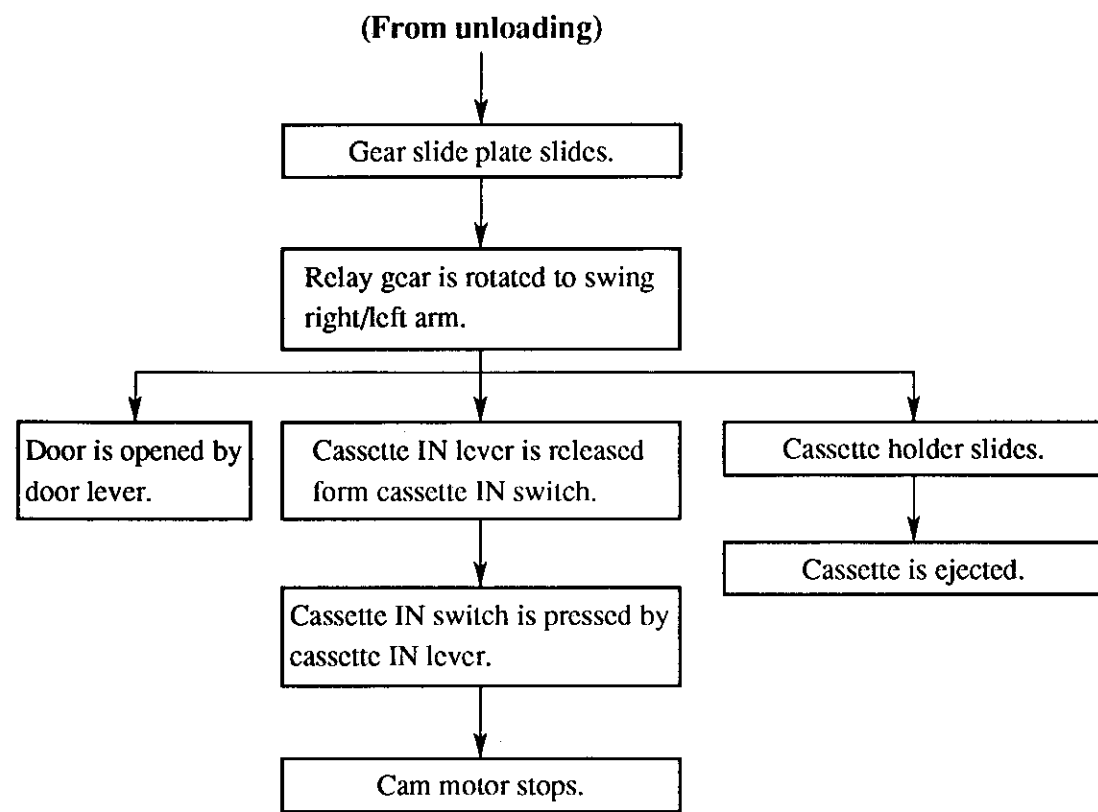 (From unloading)
Gear slide plate slides.
Relay gear is rotated to swing
right/left arm.
Door is opened by
door lever.
Cassette IN lever is released
form cassette IN switch.
Cassette holder slides.
Cassette is ejected.
Cassette IN switch is pressed by
cassette IN lever.
Cam motor stops.